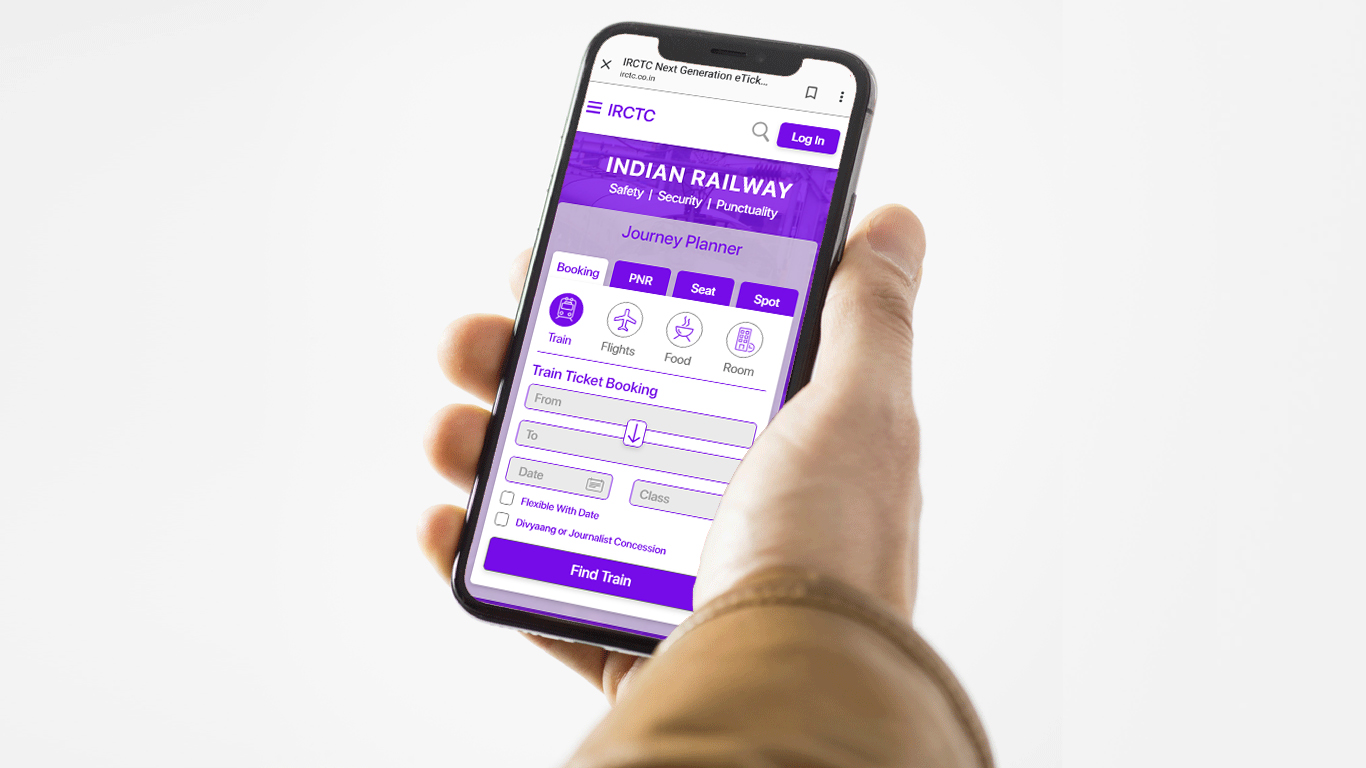 IRCTC Next Generation eTick...
irctc.co.in
IRCTC
Log In
INDIAN RAILWAY
Safety | Security | Punctuality
Journey Planner
Booking PNR Seat Spot
Train Flights Food Room
Train Ticket Booking
From
To
Date Class
Flexible With Date
Divyaang or Journalist Concession
Find Train